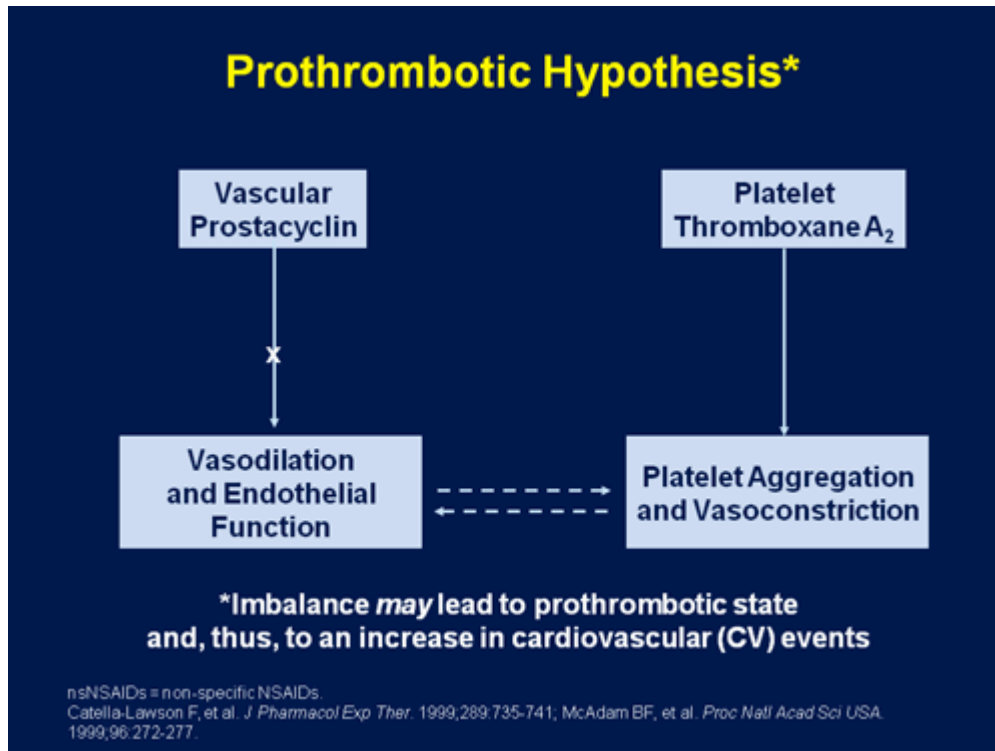 Prothrombotic Hypothesis*
Vascular
Prostacyclin
Platelet
Thromboxane A₂
x
Vasodilation
and Endothelial
Function
Platelet Aggregation
and Vasoconstriction
*Imbalance may lead to prothrombotic state
and, thus, to an increase in cardiovascular (CV) events
nsNSAIDs = non-specific NSAIDs.
Catella-Lawson F, et al. J Pharmacol Exp Ther. 1999;289:735-741; McAdam BF, et al. Proc Natl Acad Sci USA.
1999;96:272-277.